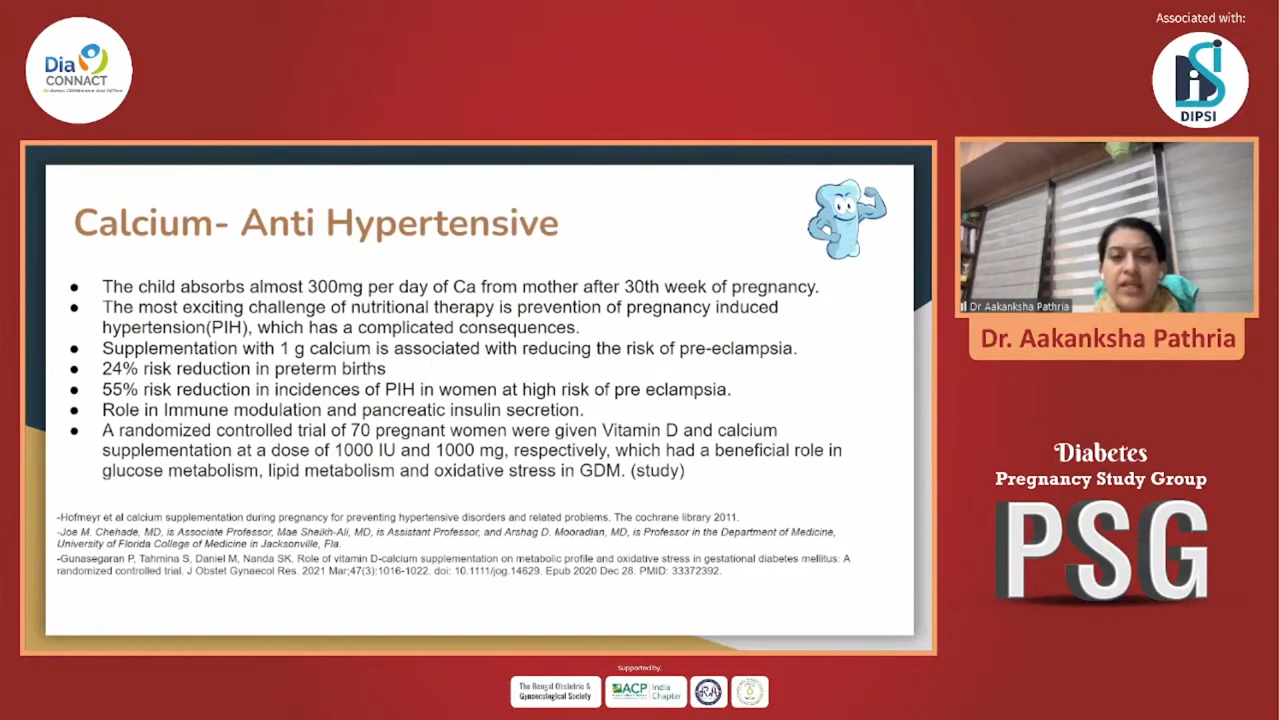 Associated with:
Dia
CONNACT
DIPSI
Calcium- Anti Hypertensive
● The child absorbs almost 300mg per day of Ca from mother after 30th week of pregnancy.
● The most exciting challenge of nutritional therapy is prevention of pregnancy induced
hypertension(PIH), which has a complicated consequences.
● Supplementation with 1 g calcium is associated with reducing the risk of pre-eclampsia.
● 24% risk reduction in preterm births
● 55% risk reduction in incidences of PIH in women at high risk of pre eclampsia.
● Role in Immune modulation and pancreatic insulin secretion.
● A randomized controlled trial of 70 pregnant women were given Vitamin D and calcium
supplementation at a dose of 1000 IU and 1000 mg, respectively, which had a beneficial role in
glucose metabolism, lipid metabolism and oxidative stress in GDM. (study)
-Hofmeyr et al calcium supplementation during pregnancy for preventing hypertensive disorders and related problems. The cochrane library 2011.
-Joe M. Chehade, MD, is Associate Professor, Mae Sheikh-Ali, MD, is Assistant Professor, and Arshag D. Mooradian, MD, is Professor in the Department of Medicine,
University of Florida College of Medicine in Jacksonville, Fla.
-Gunasegaran P, Tahmina S, Daniel M, Nanda SK. Role of vitamin D-calcium supplementation on metabolic profile and oxidative stress in gestational diabetes mellitus: A
randomized controlled trial. J Obstet Gynaecol Res. 2021 Mar;47(3):1016-1022. doi: 10.1111/jog.14629. Epub 2020 Dec 28. PMID: 33372392.
Dr Aakanksha Pathria
Dr. Aakanksha Pathria
Diabetes
Pregnancy Study Group
PSG
Supported by:
The Bengal Obstetric &
Gynaecological Society
ACP India
Chapter